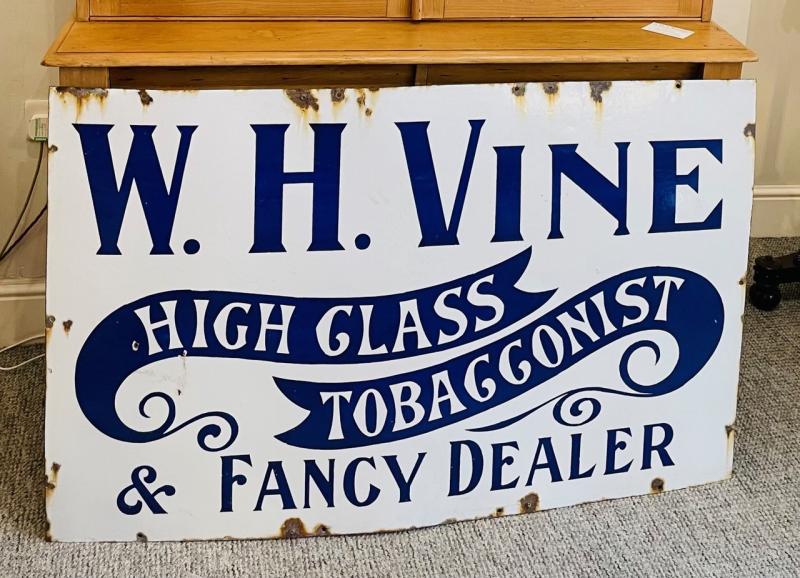 W. H. VINE
HIGH CLASS
TOBACCONIST
& FANCY DEALER